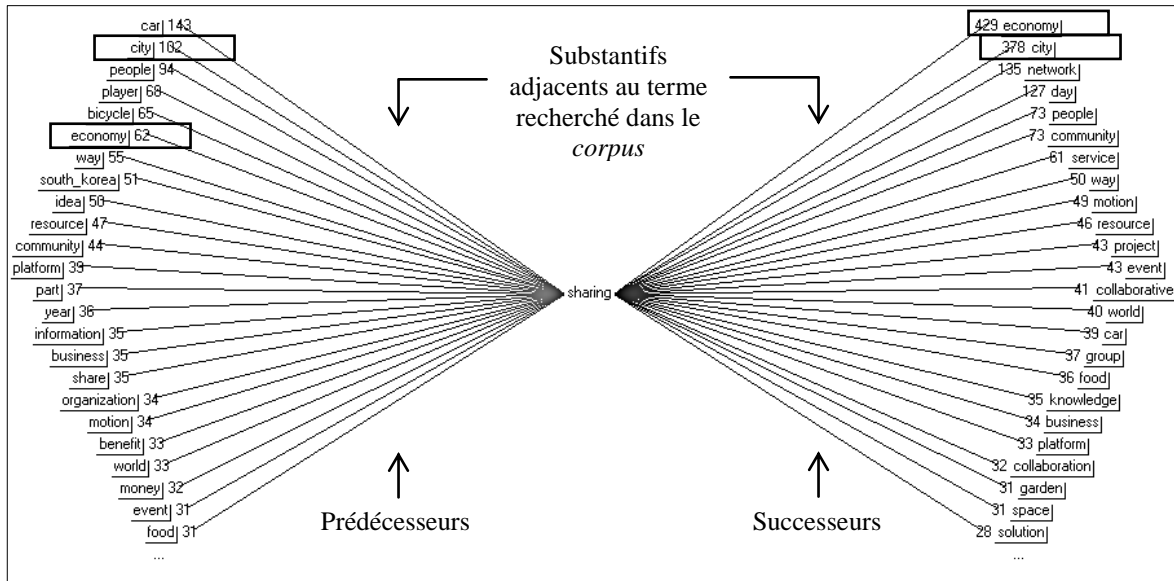 car 143
city 102
people 94
player 68
bicycle 65
economy 62
way 55
south_korea 51
idea 50
resource 47
community 44
platform 39
part 37
year 36
information 35
business 35
share 35
organization 34
motion 34
benefit 33
world 33
money 32
event 31
food 31
...
Substantifs
adjacents au terme
recherché dans le
corpus
sharing
Prédécesseurs
Successeurs
429 economy
378 city
135 network
127 day
73 people
73 community
61 service
50 way
49 motion
46 resource
43 project
43 event
41 collaborative
40 world
39 car
37 group
36 food
35 knowledge
34 business
33 platform
32 collaboration
31 garden
31 space
28 solution
...